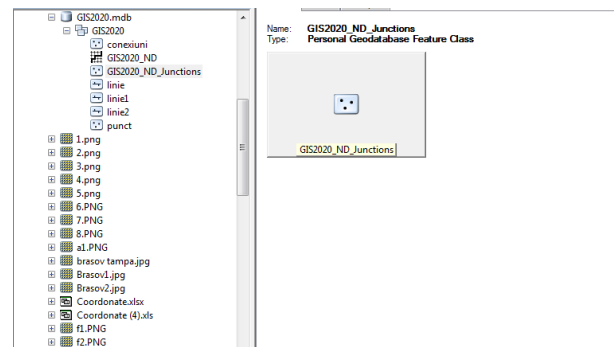 GIS2020.mdb
GIS2020
conexiuni
GIS2020_ND
GIS2020_ND_Junctions
linie
linie1
linie2
punct
1.png
2.png
3.png
4.png
5.png
6.PNG
7.PNG
8.PNG
a1.PNG
brasov tampa.jpg
Brasov1.jpg
Brasov2.jpg
Coordonate.xlsx
Coordonate (4).xls
f1.PNG
f2.PNG
Name: GIS2020_ND_Junctions
Type: Personal Geodatabase Feature Class
GIS2020_ND_Junctions